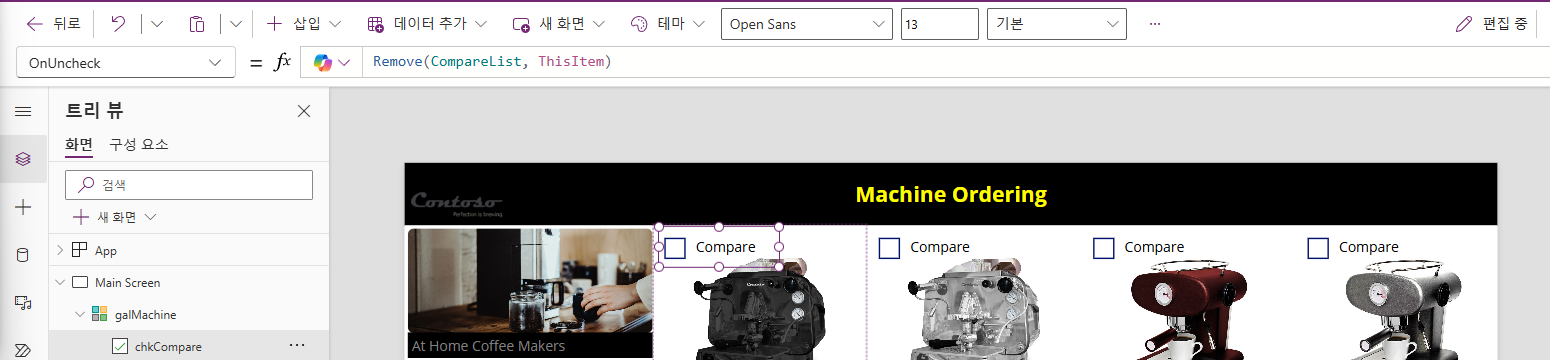 뒤로 삽입 데이터 추가 새 화면 테마 Open Sans 13 기본 ... 편집 중
OnUncheck = fx Remove(CompareList, ThisItem)
트리 뷰
화면 구성 요소
검색
새 화면
App
Main Screen
galMachine
chkCompare ...
Contoso
Perfection is brewing
Machine Ordering
Compare Compare Compare Compare
At Home Coffee Makers